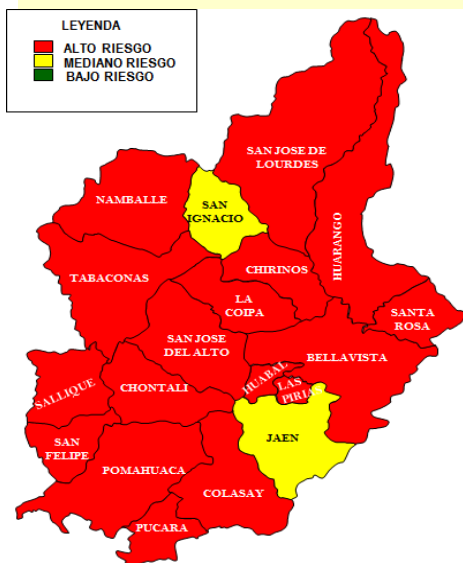 LEYENDA
ALTO RIESGO
MEDIANO RIESGO
BAJO RIESGO
SAN JOSE DE
LOURDES
NAMBALLE
SAN
IGNACIO
HUARANGO
TABACONAS
CHIRINOS
LA
COIPA
SANTA
ROSA
SAN JOSE
DEL ALTO
BELLAVISTA
HUABAL
LAS
PIRIAS
SALLIQUE
CHONTALI
SAN
FELIPE
JAEN
POMAHUACA
COLASAY
PUCARA